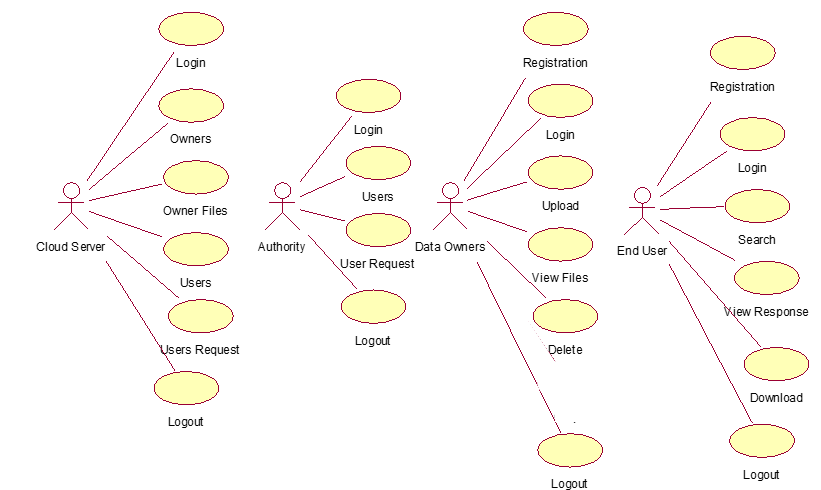 Login
Owners
Owner Files
Cloud Server
Users
Users Request
Logout
Login
Users
Authority
User Request
Logout
Registration
Login
Upload
Data Owners
View Files
Delete
Logout
Registration
Login
Search
End User
View Response
Download
Logout